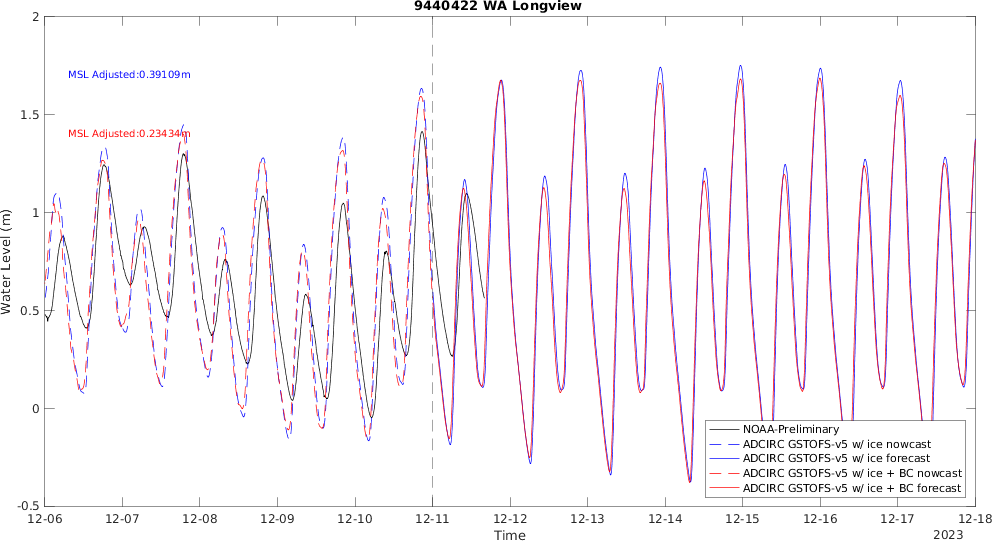 9440422 WA Longview
MSL Adjusted:0.39109m
MSL Adjusted:0.23434m
Water Level (m)
2
1.5
1
0.5
0
-0.5
12-06 12-07 12-08 12-09 12-10 12-11 12-12 12-13 12-14 12-15 12-16 12-17 12-18
Time
2023
NOAA-Preliminary
ADCIRC GSTOFS-v5 w/ ice nowcast
ADCIRC GSTOFS-v5 w/ ice forecast
ADCIRC GSTOFS-v5 w/ ice + BC nowcast
ADCIRC GSTOFS-v5 w/ ice + BC forecast